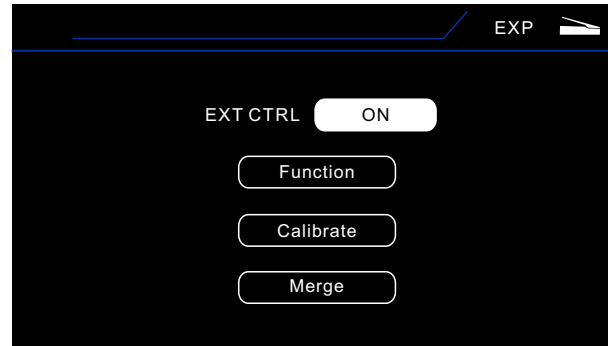 EXP
EXT CTRL ON
Function
Calibrate
Merge